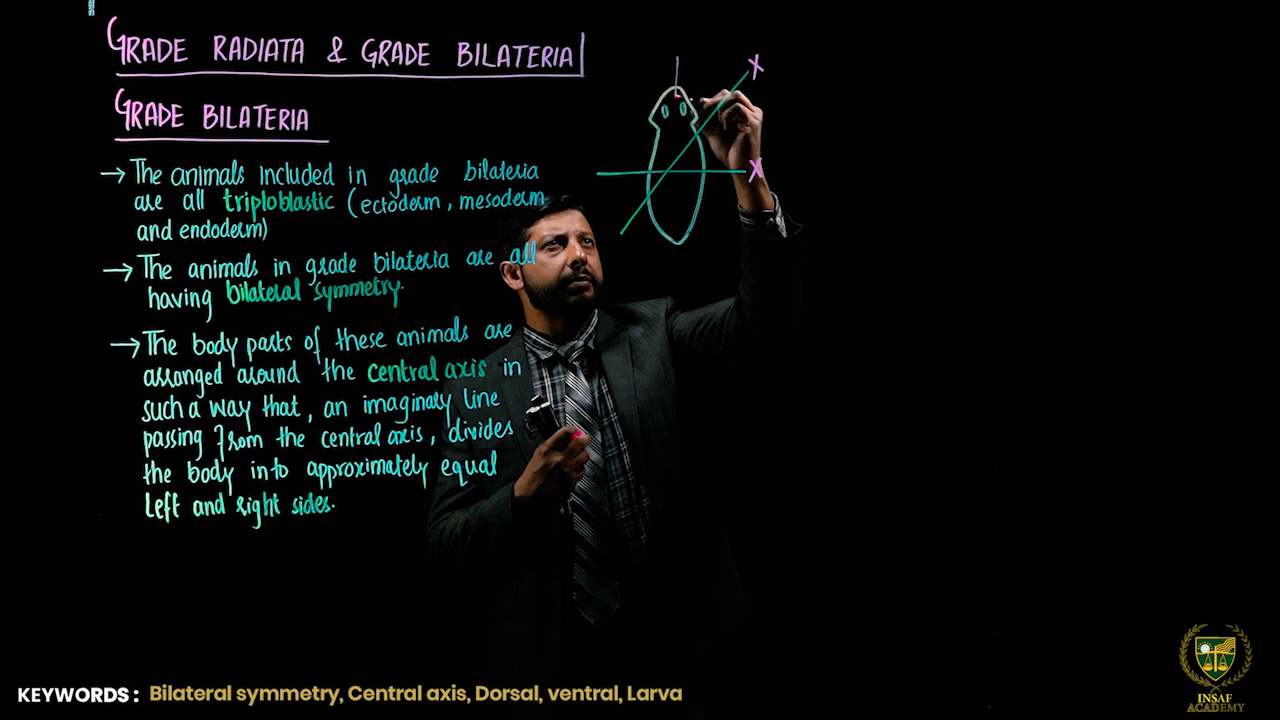 GRADE RADIATA & GRADE BILATERIA
GRADE BILATERIA
→ The animals included in grade bilateria
are all triploblastic (ectoderm, mesoderm
and endoderm)
→ The animals in grade bilateria are all
having bilateral symmetry.
→ The body parts of these animals are
arranged around the central axis in
such a way that, an imaginary line
passing from the central axis, divides
the body into approximately equal
left and right sides.
X
X
KEYWORDS : Bilateral symmetry, Central axis, Dorsal, ventral, Larva
INSAF
ACADEMY